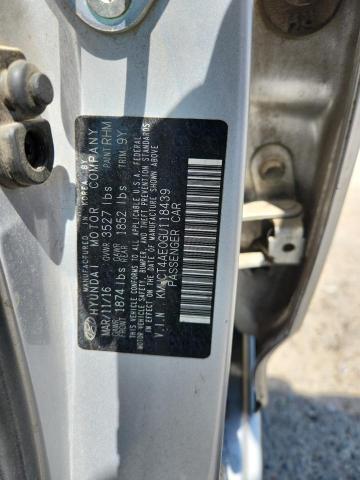 MANUFACTURED IN KOREA BY
HYUNDAI MOTOR COMPANY
MAR/11/16 GVWR 3527 lbs PAINT RHM
GAWR FRONT 1874 lbs GAWR REAR 1852 lbs TRIM 9Y
THIS VEHICLE CONFORMS TO ALL APPLICABLE U.S.A. FEDERAL
MOTOR VEHICLE SAFETY, BUMPER, AND THEFT PREVENTION STANDARDS
IN EFFECT ON THE DATE OF MANUFACTURE SHOWN ABOVE
V.I.N KMHCT4AE0GU118439
PASSENGER CAR